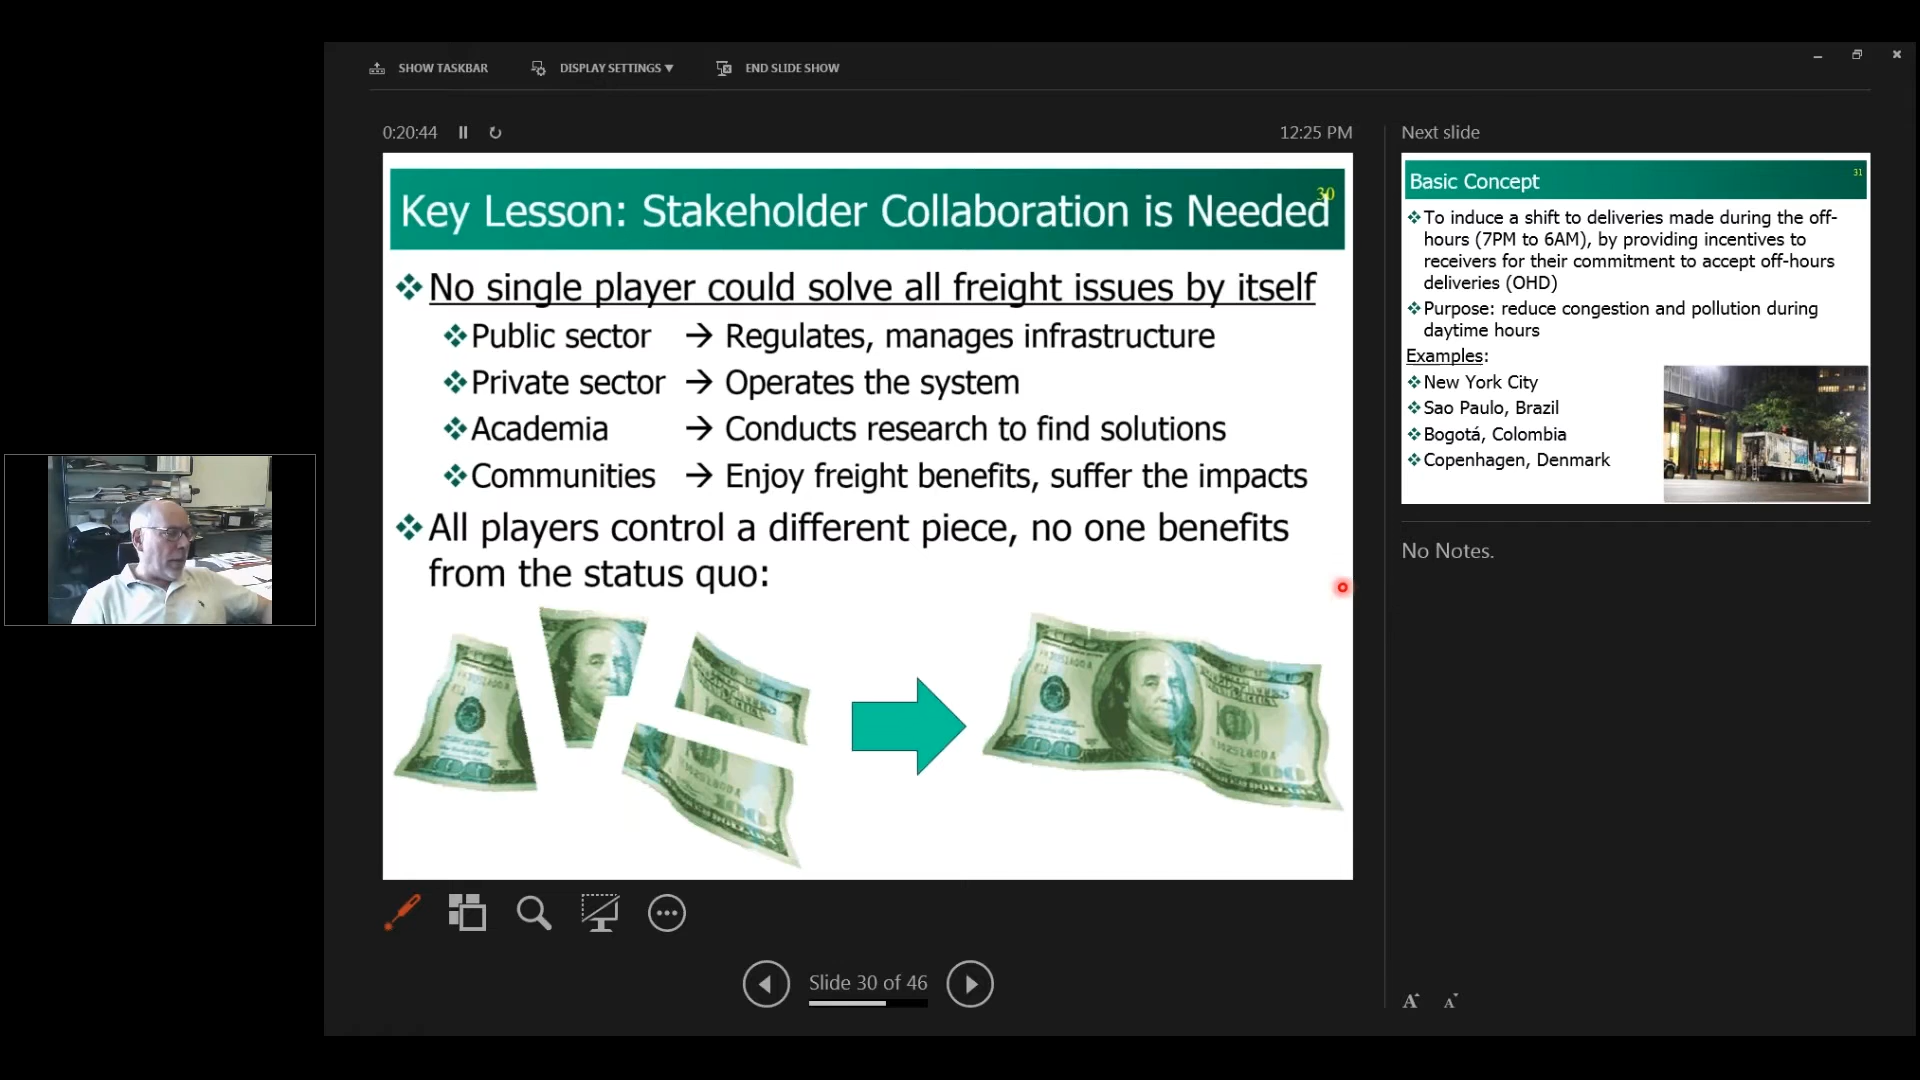 SHOW TASKBAR DISPLAY SETTINGS ▼ END SLIDE SHOW
0:20:44 12:25 PM
30
Key Lesson: Stakeholder Collaboration is Needed
No single player could solve all freight issues by itself
Public sector → Regulates, manages infrastructure
Private sector → Operates the system
Academia → Conducts research to find solutions
Communities → Enjoy freight benefits, suffer the impacts
All players control a different piece, no one benefits
from the status quo:
Slide 30 of 46
Next slide
31
Basic Concept
To induce a shift to deliveries made during the off-
hours (7PM to 6AM), by providing incentives to
receivers for their commitment to accept off-hours
deliveries (OHD)
Purpose: reduce congestion and pollution during
daytime hours
Examples:
New York City
Sao Paulo, Brazil
Bogotá, Colombia
Copenhagen, Denmark
No Notes.
A A